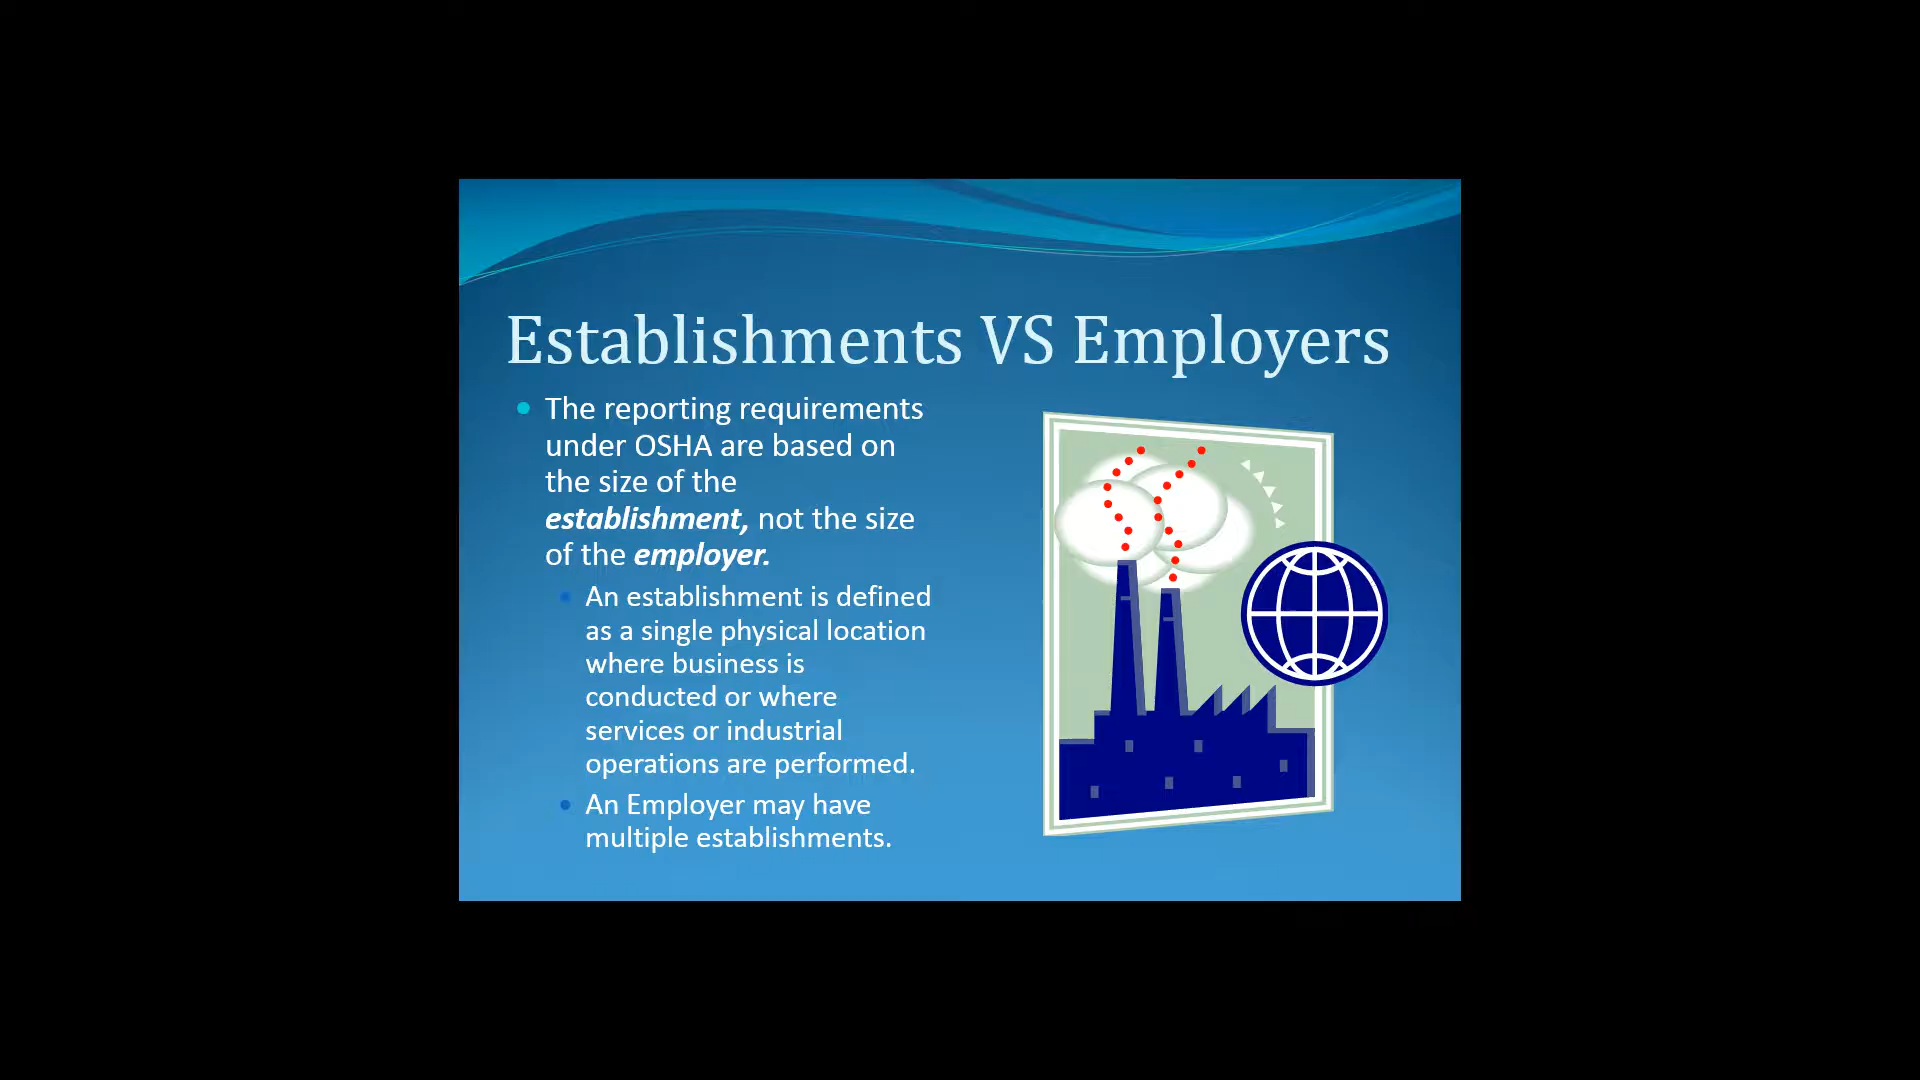 Establishments VS Employers
The reporting requirements
under OSHA are based on
the size of the
establishment, not the size
of the employer.
An establishment is defined
as a single physical location
where business is
conducted or where
services or industrial
operations are performed.
An Employer may have
multiple establishments.